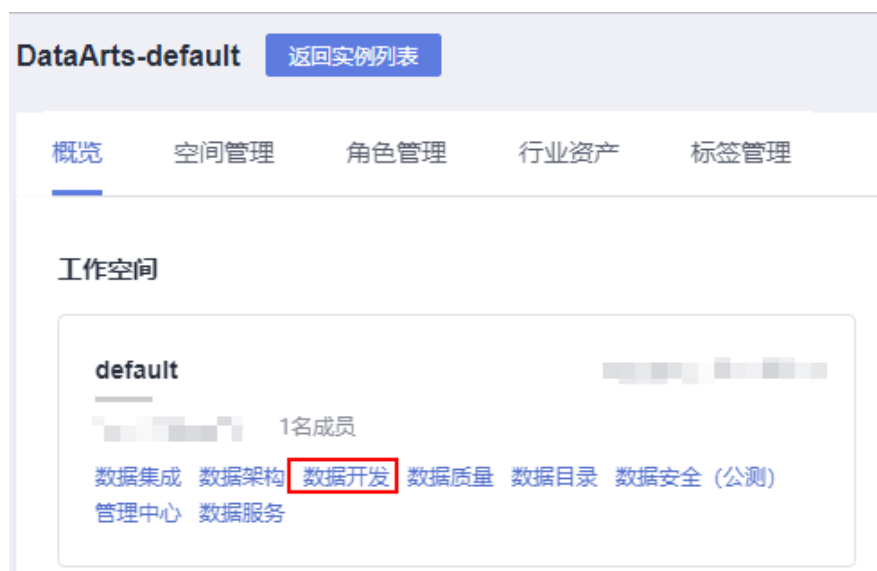 DataArts-default 返回实例列表
概览 空间管理 角色管理 行业资产 标签管理
工作空间
default
1名成员
数据集成 数据架构 数据开发 数据质量 数据目录 数据安全 (公测)
管理中心 数据服务